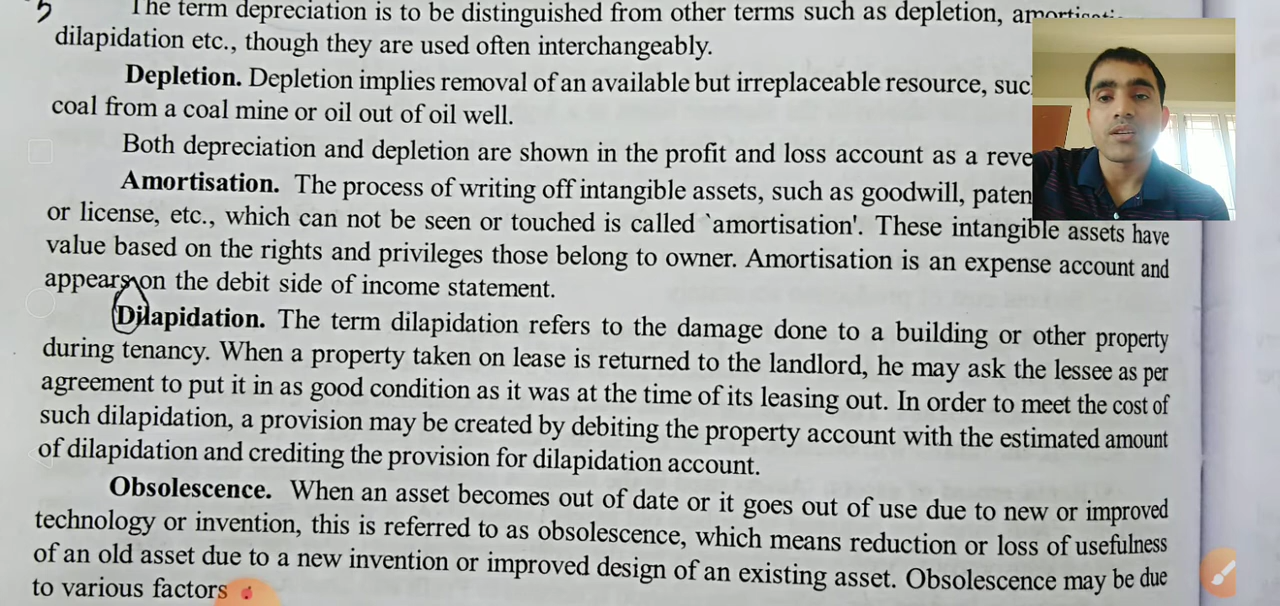 The term depreciation is to be distinguished from other terms such as depletion,
dilapidation etc., though they are used often interchangeably.
Depletion. Depletion implies removal of an available but irreplaceable resource,
coal from a coal mine or oil out of oil well.
Both depreciation and depletion are shown in the profit and loss account as a
Amortisation. The process of writing off intangible assets, such as goodwill,
or license, etc., which can not be seen or touched is called `amortisation'. These intangible assets have
value based on the rights and privileges those belong to owner. Amortisation is an expense account and
appears on the debit side of income statement.
Dilapidation. The term dilapidation refers to the damage done to a building or other property
during tenancy. When a property taken on lease is returned to the landlord, he may ask the lessee as per
agreement to put it in as good condition as it was at the time of its leasing out. In order to meet the cost of
such dilapidation, a provision may be created by debiting the property account with the estimated amount
of dilapidation and crediting the provision for dilapidation account.
Obsolescence. When an asset becomes out of date or it goes out of use due to new or improved
technology or invention, this is referred to as obsolescence, which means reduction or loss of usefulness
of an old asset due to a new invention or improved design of an existing asset. Obsolescence may be due
to various factors